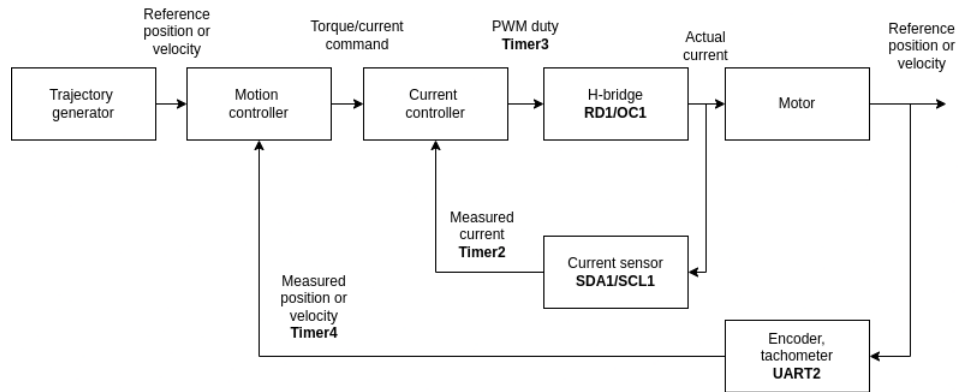 Reference
position or
velocity
Torque/current
command
PWM duty
Timer3
Actual
current
Reference
position or
velocity
Trajectory
generator
Motion
controller
Current
controller
H-bridge
RD1/OC1
Motor
Measured
current
Timer2
Current sensor
SDA1/SCL1
Measured
position or
velocity
Timer4
Encoder,
tachometer
UART2